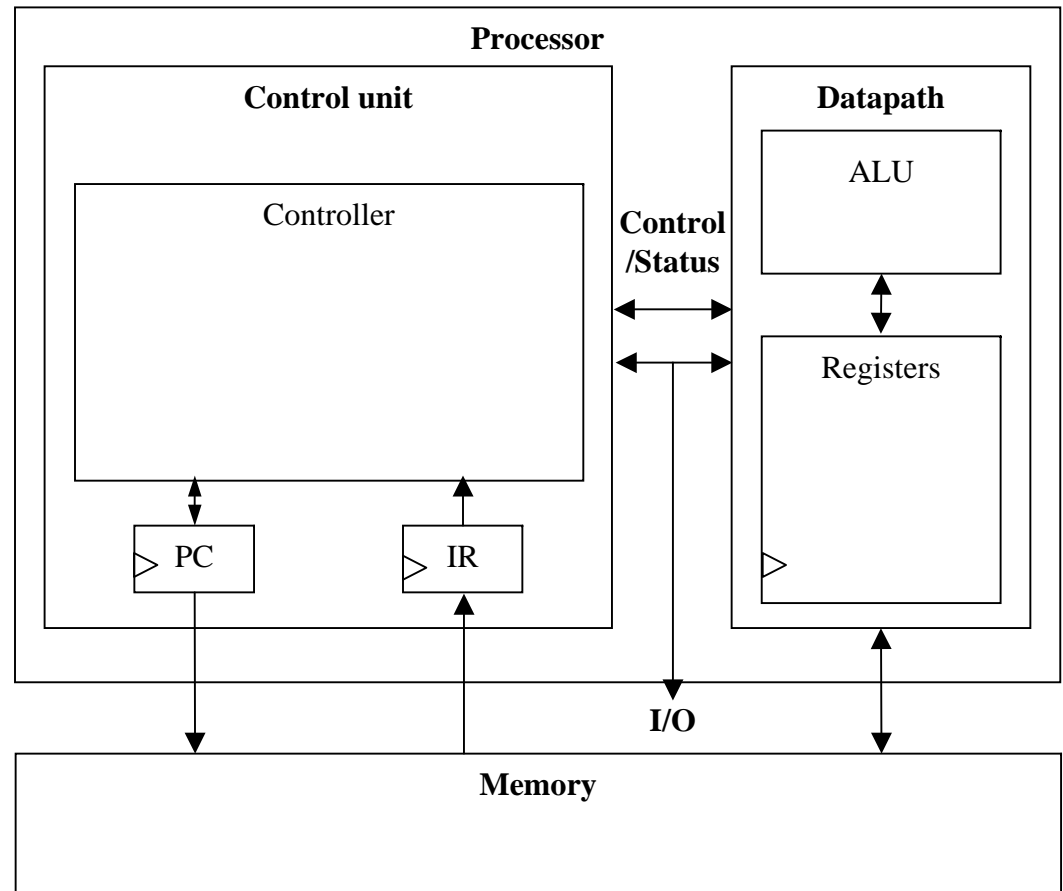 Processor
Control unit
Datapath
ALU
Controller
Control
/Status
Registers
PC
IR
I/O
Memory